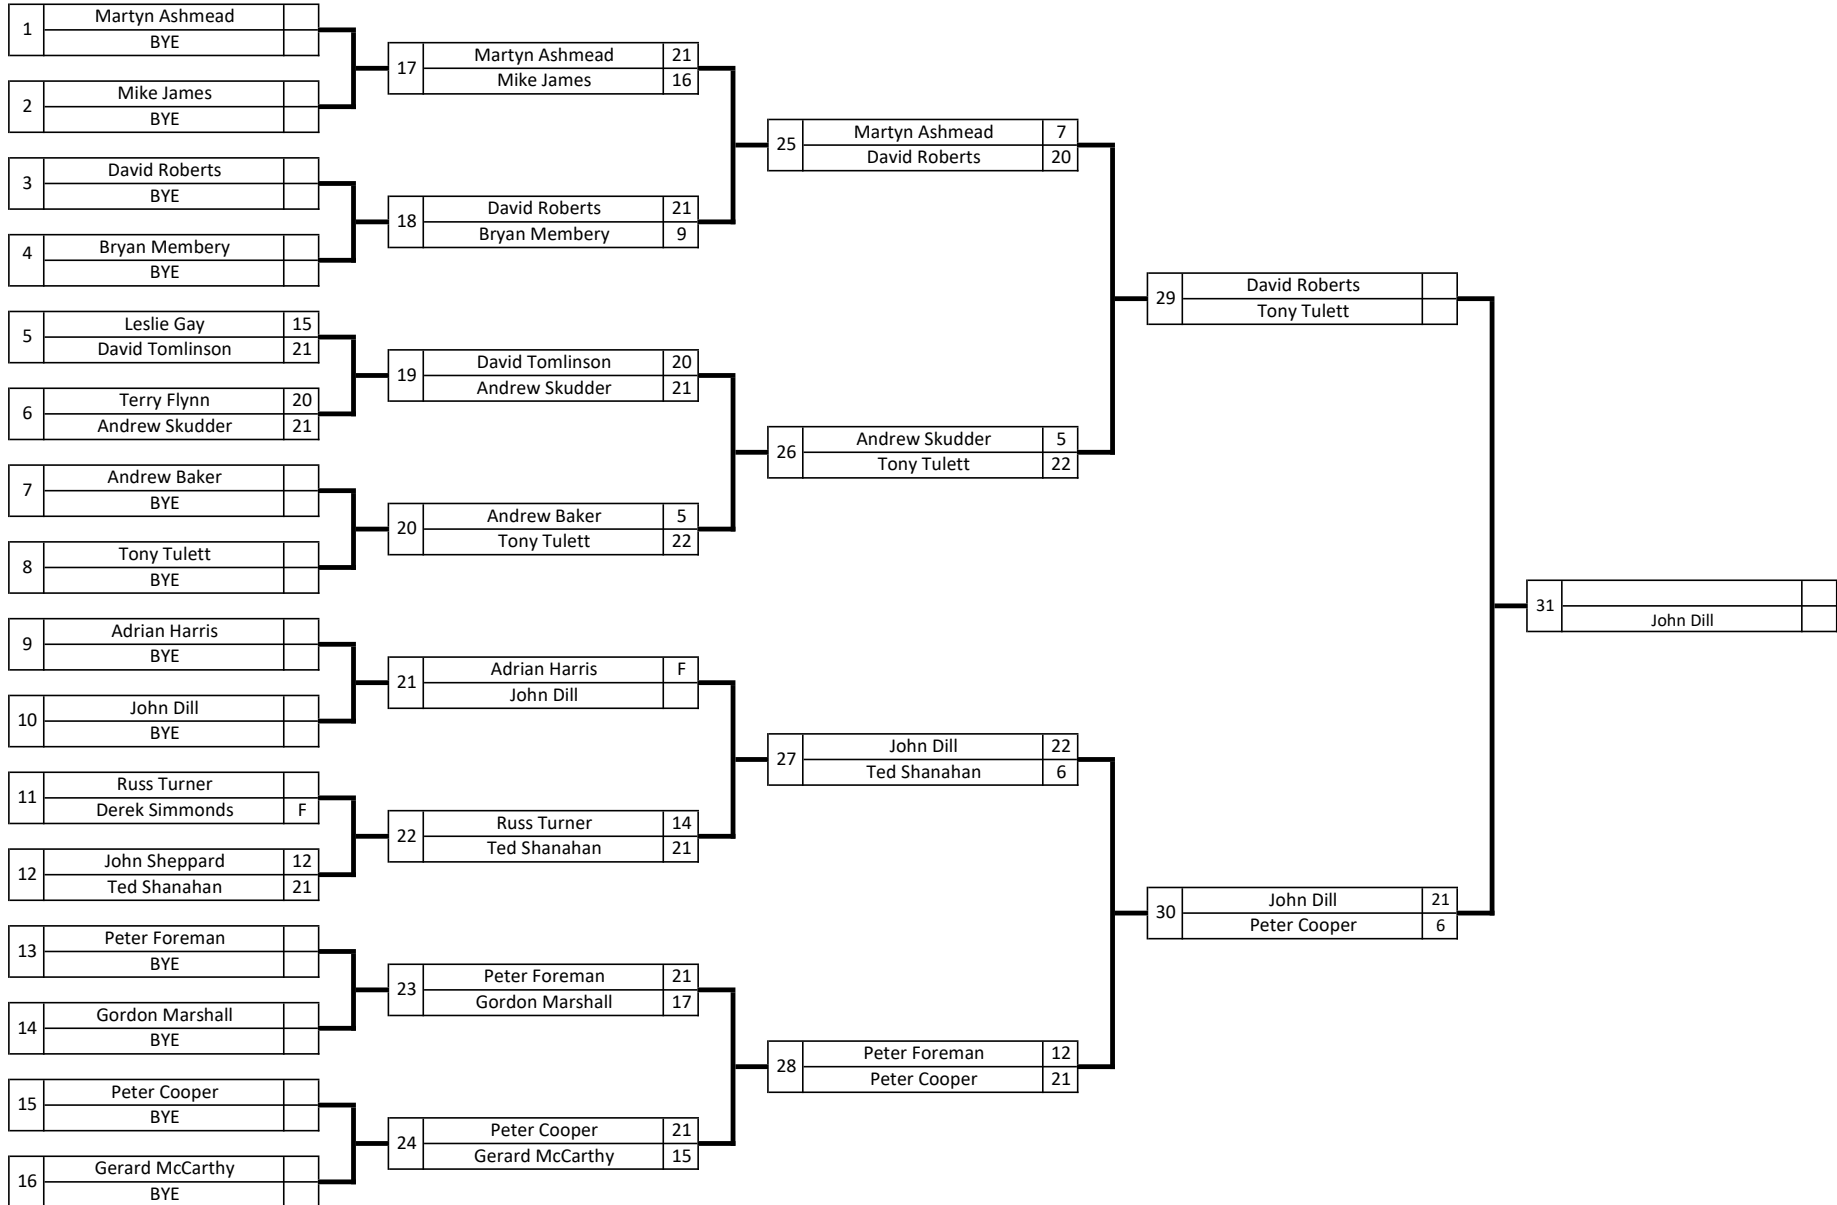 1
Martyn Ashmead
BYE
2
Mike James
BYE
3
David Roberts
BYE
4
Bryan Membery
BYE
5
Leslie Gay 15
David Tomlinson 21
6
Terry Flynn 20
Andrew Skudder 21
7
Andrew Baker
BYE
8
Tony Tulett
BYE
9
Adrian Harris
BYE
10
John Dill
BYE
11
Russ Turner
Derek Simmonds F
12
John Sheppard 12
Ted Shanahan 21
13
Peter Foreman
BYE
14
Gordon Marshall
BYE
15
Peter Cooper
BYE
16
Gerard McCarthy
BYE
17
Martyn Ashmead 21
Mike James 16
18
David Roberts 21
Bryan Membery 9
19
David Tomlinson 20
Andrew Skudder 21
20
Andrew Baker 5
Tony Tulett 22
21
Adrian Harris F
John Dill
22
Russ Turner 14
Ted Shanahan 21
23
Peter Foreman 21
Gordon Marshall 17
24
Peter Cooper 21
Gerard McCarthy 15
25
Martyn Ashmead 7
David Roberts 20
26
Andrew Skudder 5
Tony Tulett 22
27
John Dill 22
Ted Shanahan 6
28
Peter Foreman 12
Peter Cooper 21
29
David Roberts
Tony Tulett
30
John Dill 21
Peter Cooper 6
31
John Dill